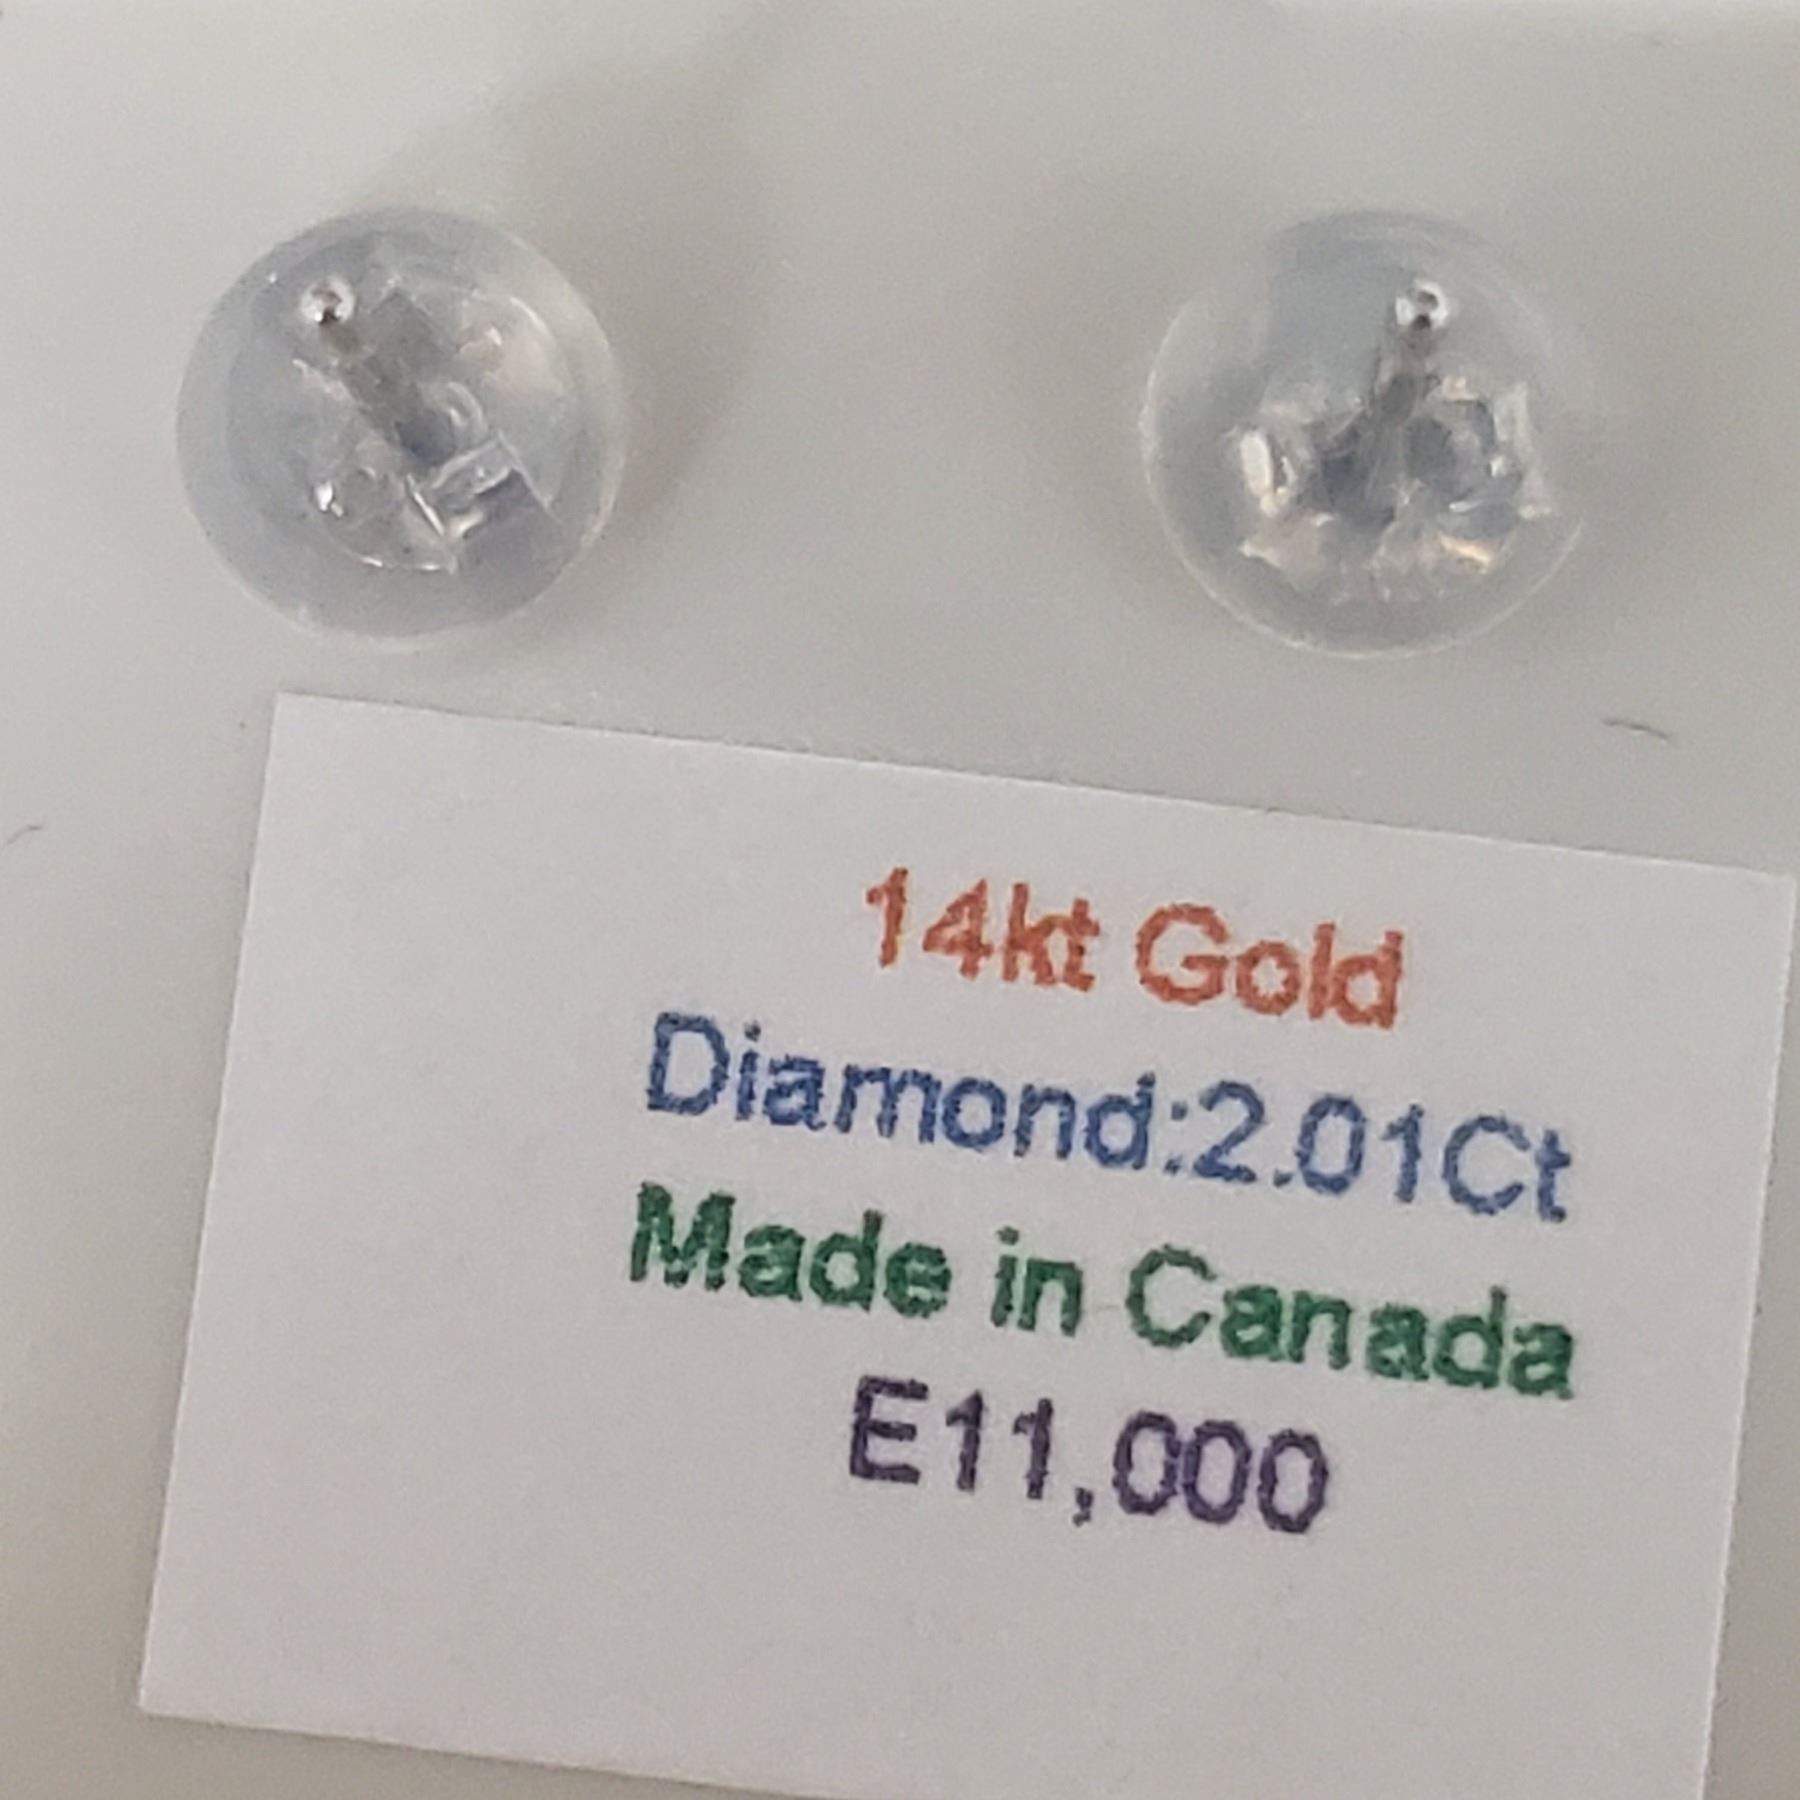 14kt Gold
Diamond:2.01Ct
Made in Canada
E11,000